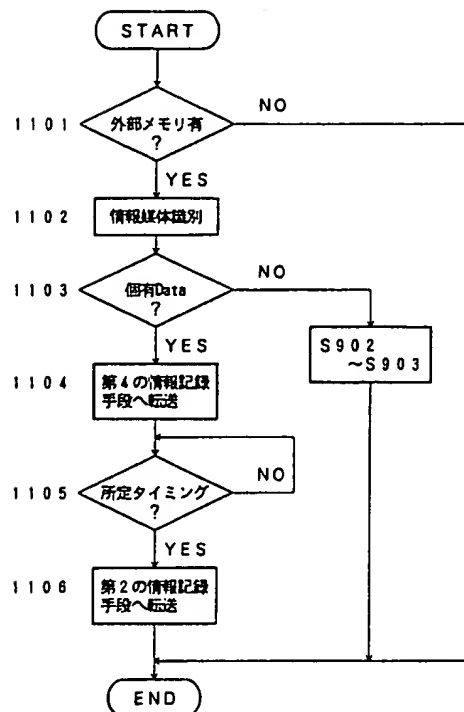 START
1101
外部メモリ有
?
NO
YES
1102
情報媒体識別
1103
個有Data
?
NO
YES
S902
～S903
1104
第4の情報記録
手段へ転送
1105
所定タイミング
?
NO
YES
1106
第2の情報記録
手段へ転送
END